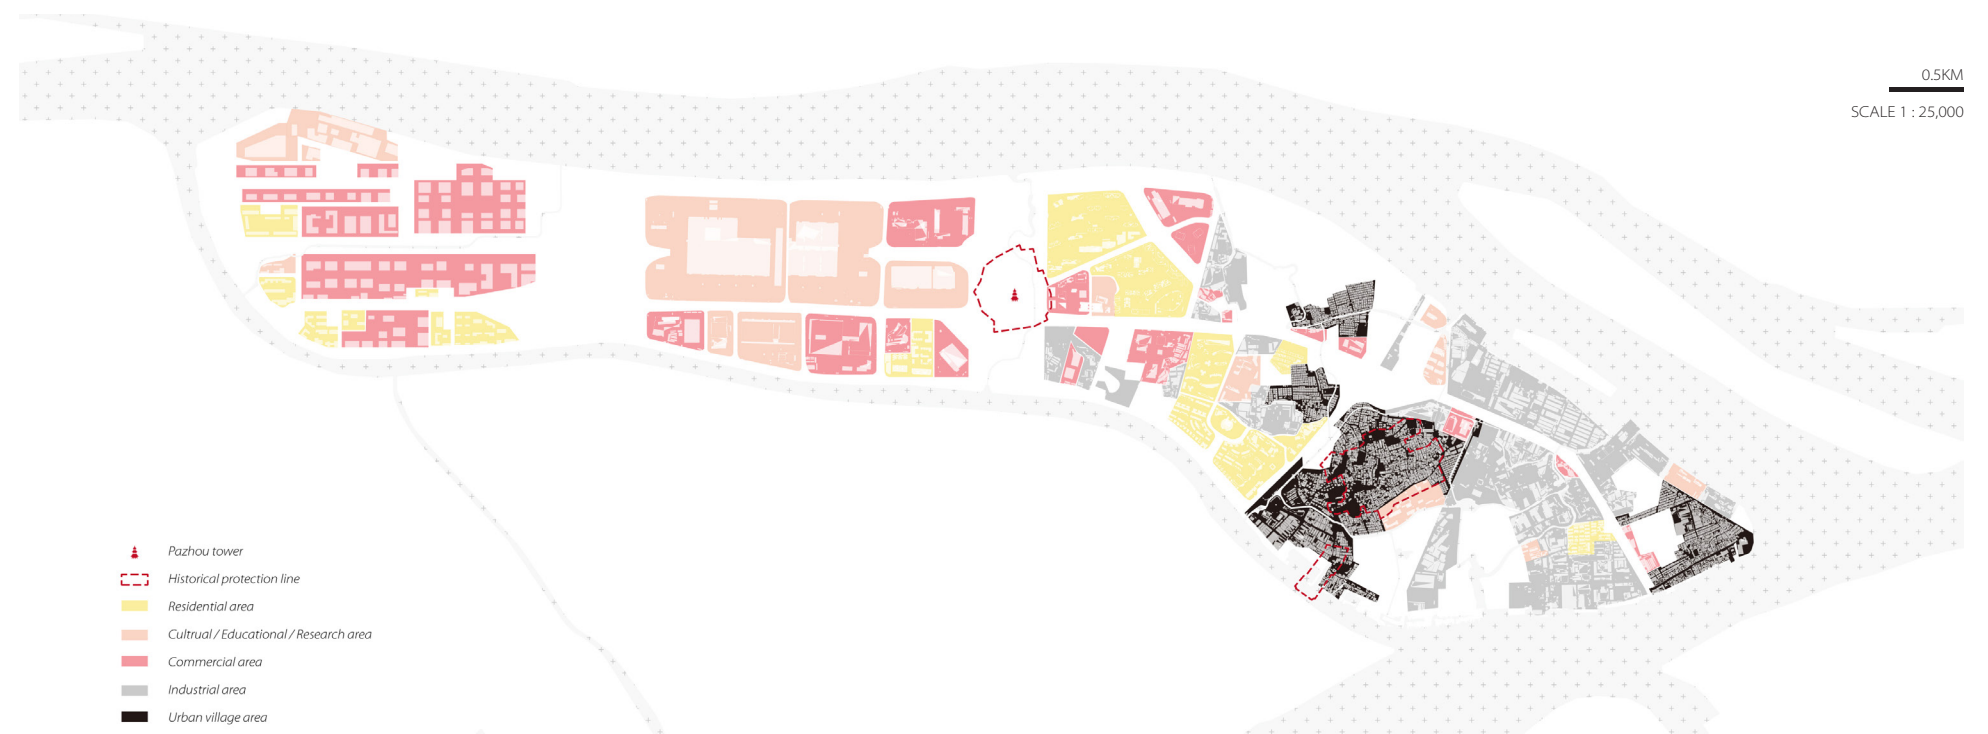 0.5KM
SCALE 1 : 25,000
Pazhou tower
Historical protection line
Residential area
Cultrual / Educational / Research area
Commercial area
Industrial area
Urban village area